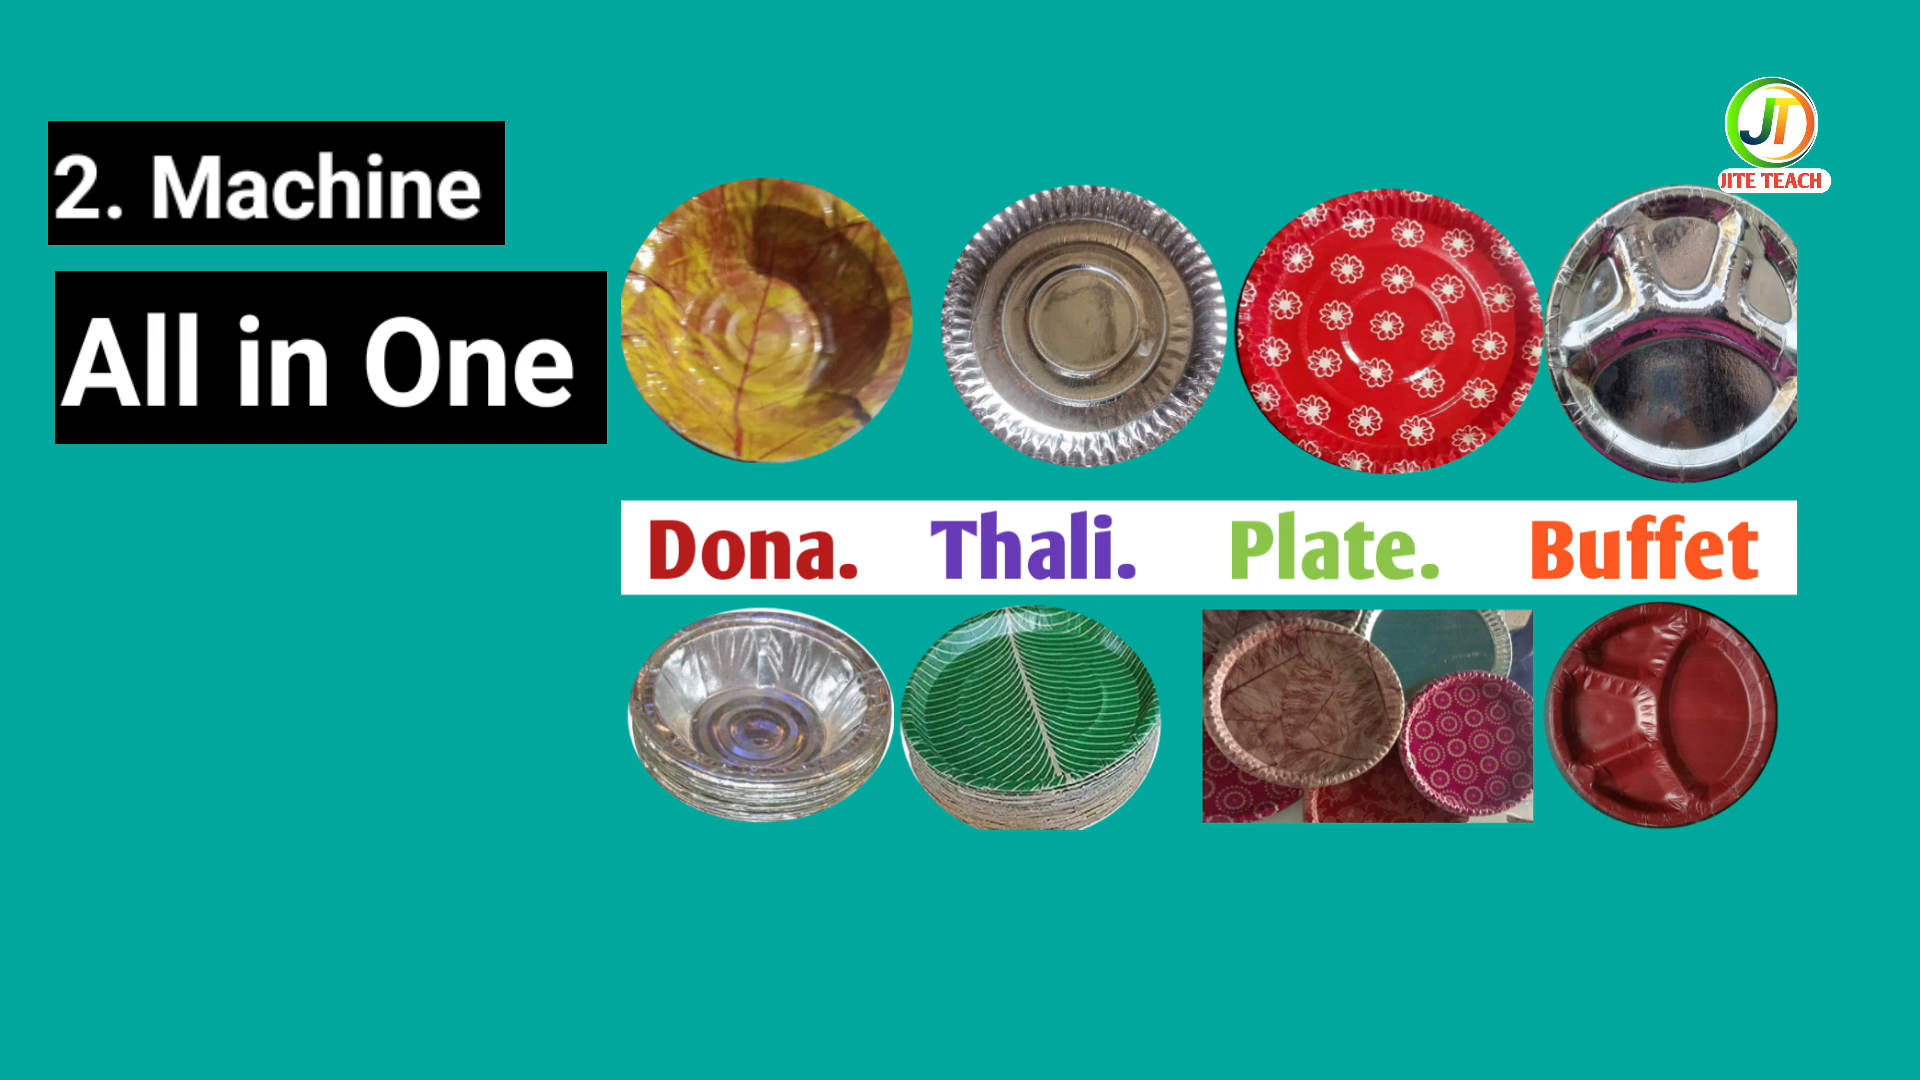 2. Machine
All in One
JT
JITE TEACH
Dona. Thali. Plate. Buffet